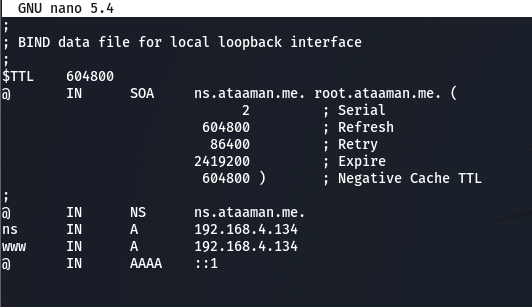 GNU nano 5.4
;
; BIND data file for local loopback interface
;
$TTL    604800
@       IN      SOA     ns.ataaman.me. root.ataaman.me. (
                              2         ; Serial
                         604800         ; Refresh
                          86400         ; Retry
                        2419200         ; Expire
                         604800 )       ; Negative Cache TTL
;
@       IN      NS      ns.ataaman.me.
ns      IN      A       192.168.4.134
www     IN      A       192.168.4.134
@       IN      AAAA    ::1